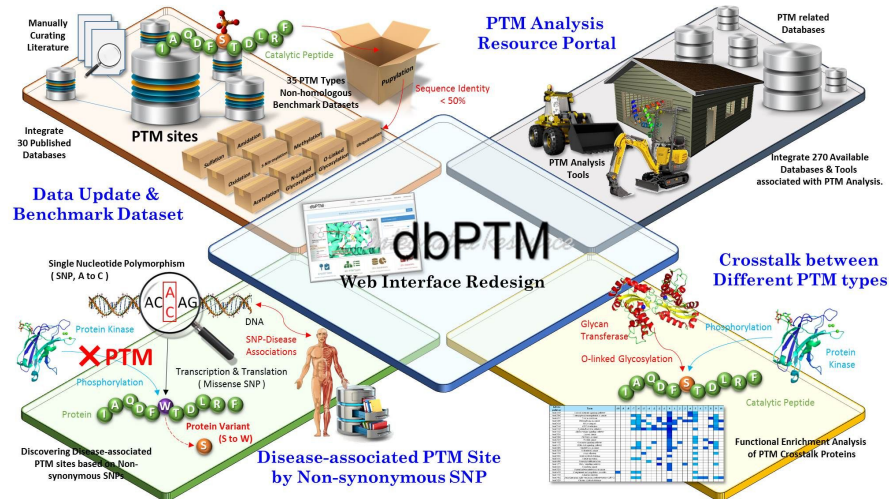 Manually
Curating
Literature
I A Q D F S T D L R F
Catalytic Peptide
35 PTM Types
Non-homologous
Benchmark Datasets
Pupylation
Sequence Identity
< 50%
Integrate
30 Published
Databases
PTM sites
Sulfation
Amidation
Methylation
Oxidation
N-Linked
Glycosylation
O-Linked
Glycosylation
Acetylation
Data Update &
Benchmark Dataset
PTM Analysis
Resource Portal
PTM related
Databases
PTM Analysis
Tools
Integrate 270 Available
Databases & Tools
associated with PTM Analysis.
dbPTM
dbPTM
Web Interface Redesign
Single Nucleotide Polymorphism
( SNP, A to C )
AC A AG
C
DNA
Protein Kinase
PTM
Phosphorylation
SNP-Disease
Associations
Transcription & Translation
( Missense SNP )
Protein
I A Q D F W T D L R F
Protein Variant
(S to W)
S
Discovering Disease-associated
PTM sites based on Non-
synonymous SNPs
Disease-associated PTM Site
by Non-synonymous SNP
Crosstalk between
Different PTM types
Glycan
Transferase
Phosphorylation
O-linked Glycosylation
Protein
Kinase
I A Q D F S T D L R F
Catalytic Peptide
Functional Enrichment Analysis
of PTM Crosstalk Proteins